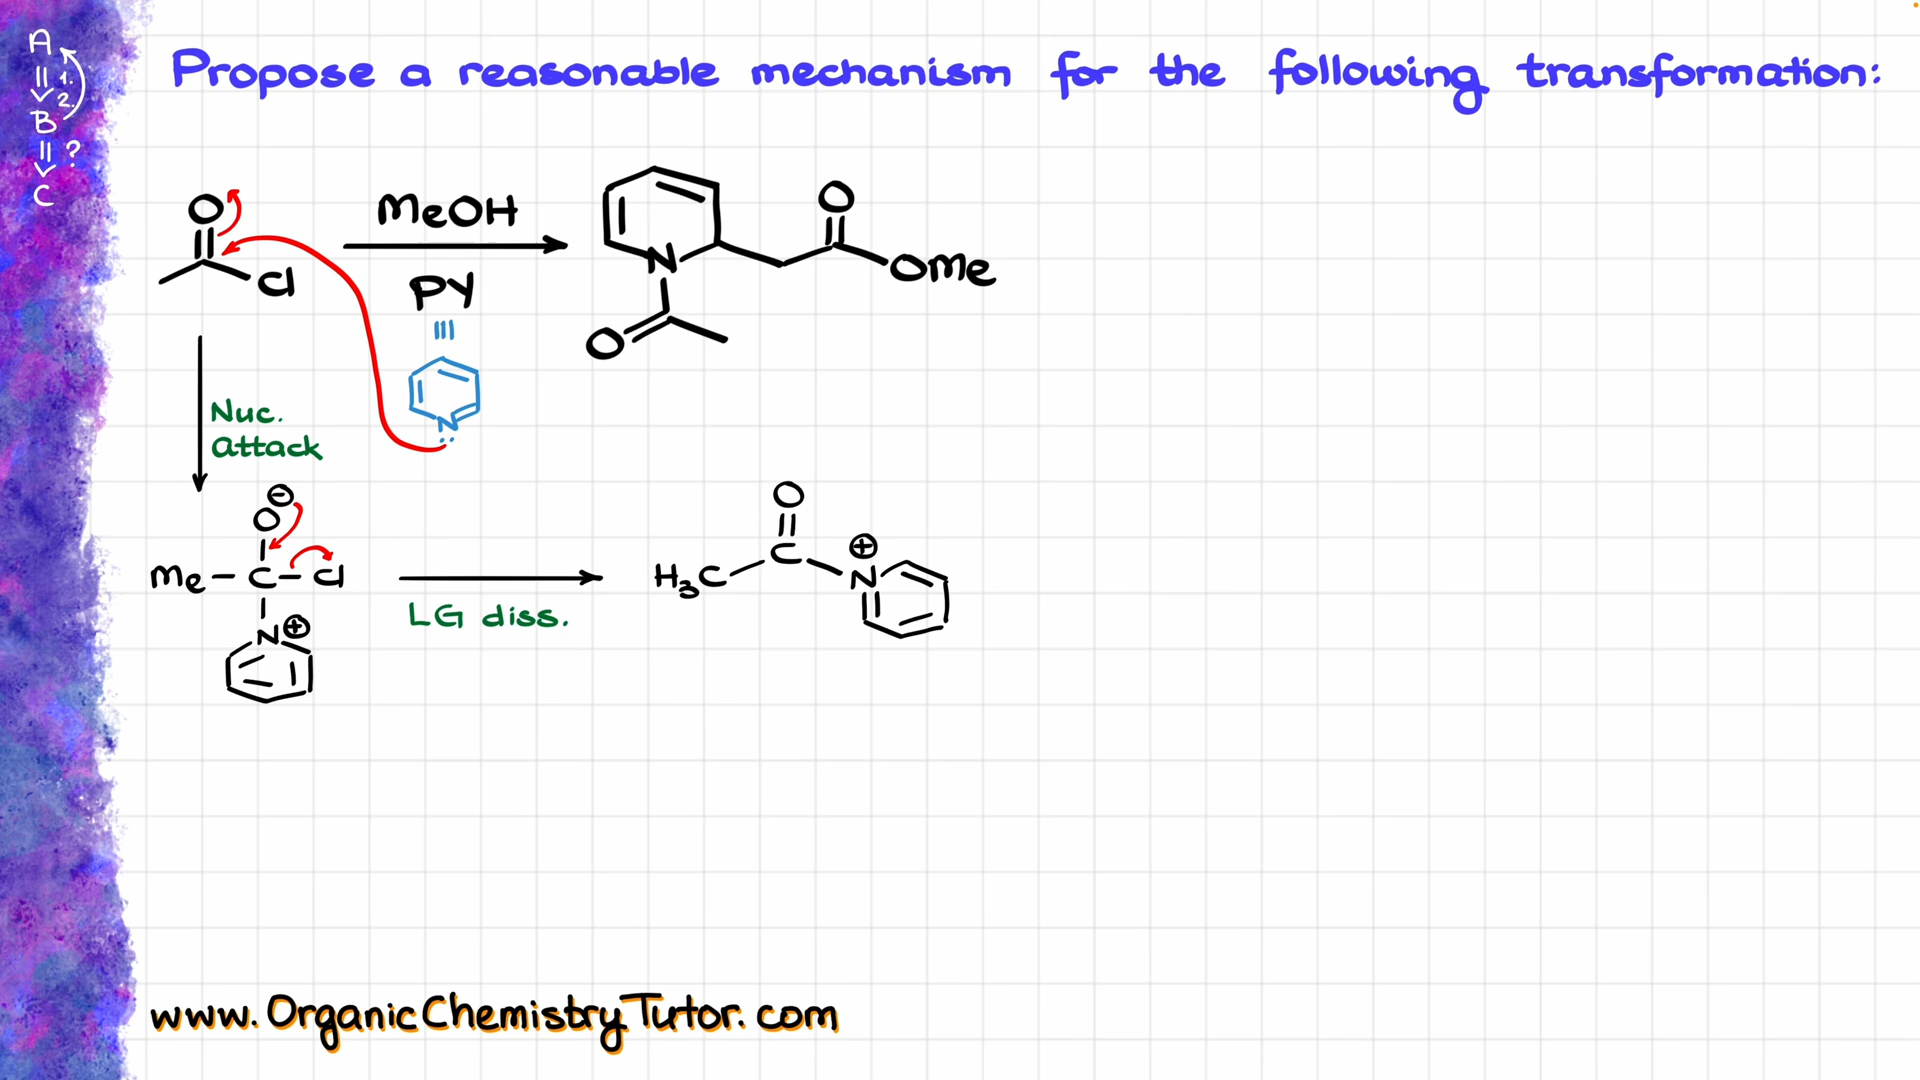 A
1.
2.
B
?
C
Propose a reasonable mechanism for the following transformation:
O
Cl
MeOH
PY
N
N
O
O
OMe
Nuc.
attack
O
Me-C-Cl
N
LG diss.
O
C
H3C
N
www.OrganicChemistryTutor.com